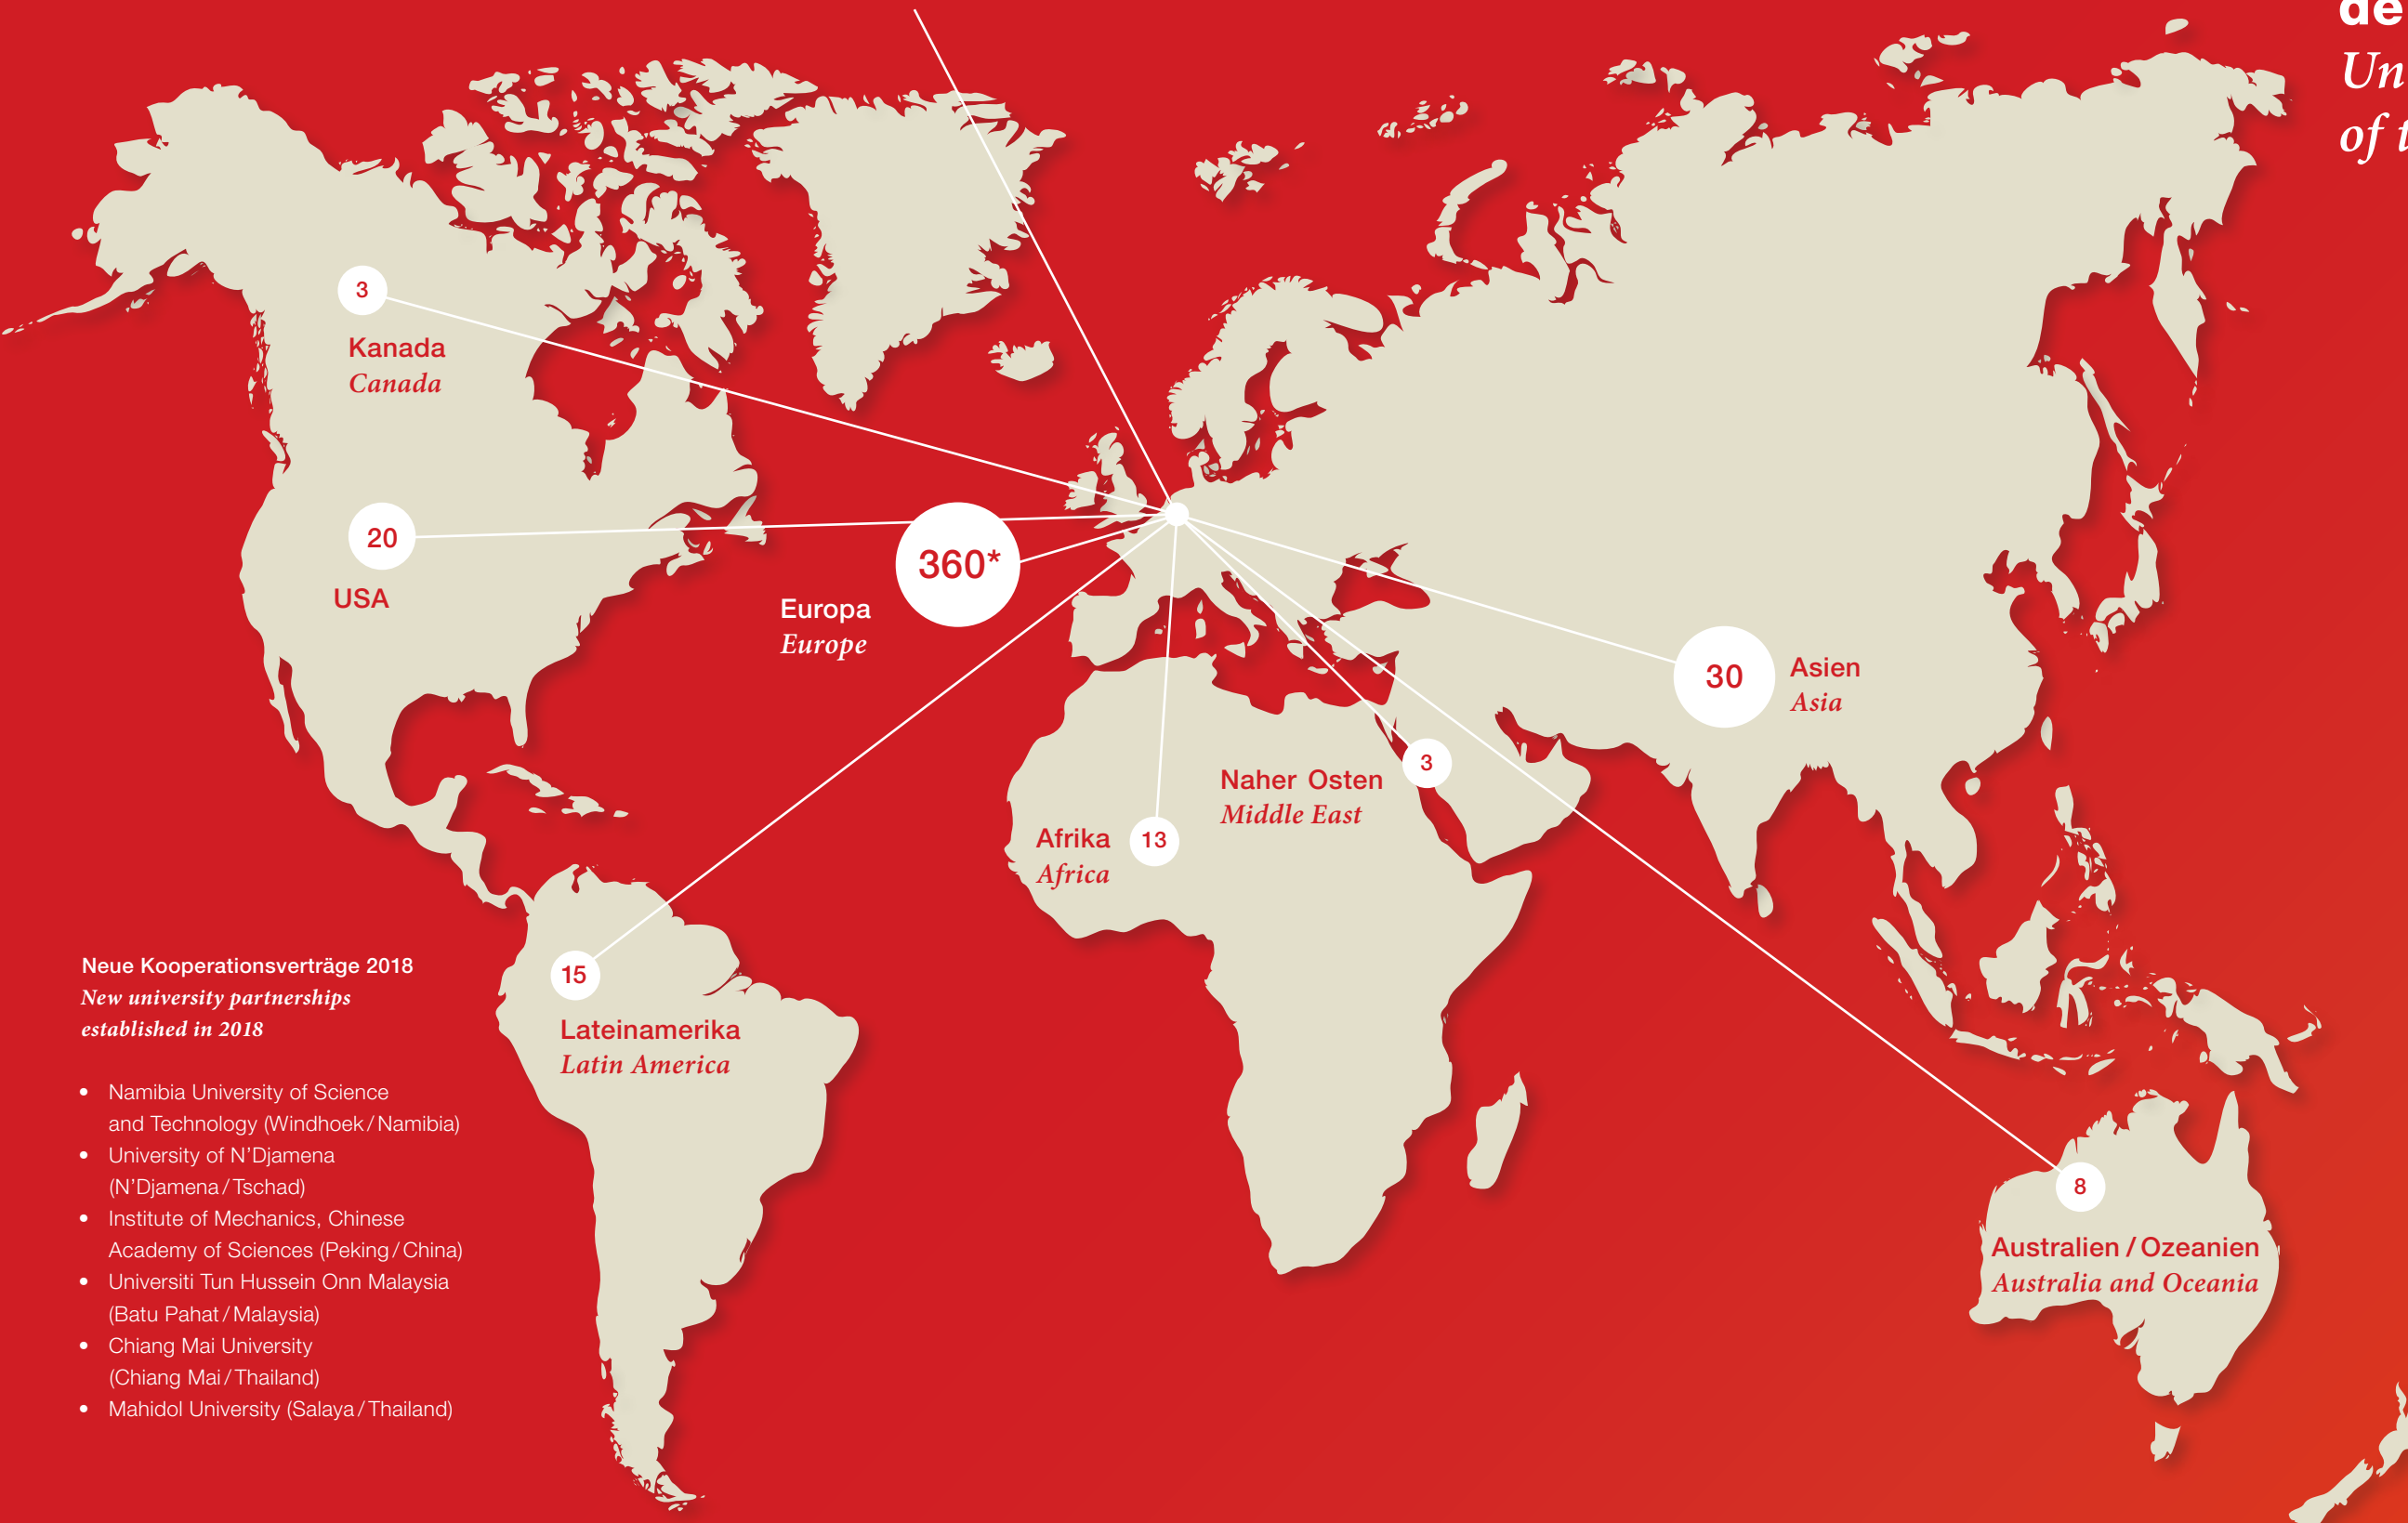 de
Un
of t
3
Kanada
Canada
20
USA
360*
Europa
Europe
30
Asien
Asia
3
Naher Osten
Middle East
Afrika
Africa
13
15
Lateinamerika
Latin America
8
Australien / Ozeanien
Australia and Oceania
Neue Kooperationsverträge 2018
New university partnerships
established in 2018
• Namibia University of Science
and Technology (Windhoek / Namibia)
• University of N’Djamena
(N’Djamena / Tschad)
• Institute of Mechanics, Chinese
Academy of Sciences (Peking / China)
• Universiti Tun Hussein Onn Malaysia
(Batu Pahat / Malaysia)
• Chiang Mai University
(Chiang Mai / Thailand)
• Mahidol University (Salaya / Thailand)